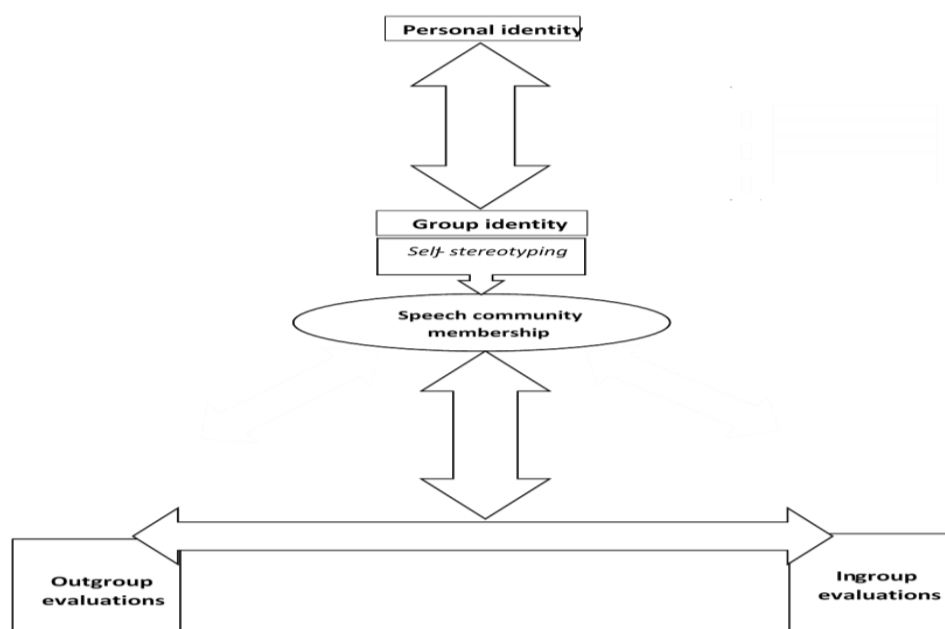 Personal identity
Group identity
Self- stereotyping
Speech community
membership
Outgroup
evaluations
Ingroup
evaluations